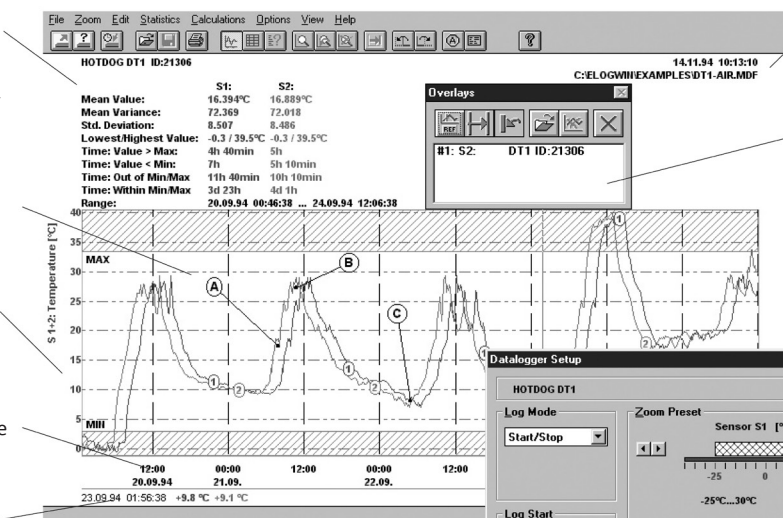 File Zoom Edit Statistics Calculations Options View Help
HOTDOG DT1 ID:21306
14.11.94 10:13:10
C:\ELOGWIN\EXAMPLES\DT1-AIR.MDF
S1: S2:
Mean Value: 16.394°C 16.889°C
Mean Variance: 72.369 72.018
Std. Deviation: 8.507 8.486
Lowest/Highest Value: -0.3 / 39.5°C -0.3 / 39.5°C
Time: Value > Max: 4h 40min 5h
Time: Value < Min: 7h 5h 10min
Time: Out of Min/Max 11h 40min 10h 10min
Time: Within Min/Max 3d 23h 4d 1h
Range: 20.09.94 00:46:38 ... 24.09.94 12:06:38
Overlays
REF
#1: S2: DT1 ID:21306
S 1+2: Temperature [°C]
40
35
MAX
30
25
20
15
10
5
MIN
0
A
B
C
1
2
1
2
1
1
2
12:00 00:00 12:00 00:00 12:00
20.09.94 21.09. 22.09.
23.09.94 01:56:38 +9.8 °C +9.1 °C
Datalogger Setup
HOTDOG DT1
Log Mode
Start/Stop
Log Start
Zoom Preset
Sensor S1
-25 0
-25°C...30°C
e